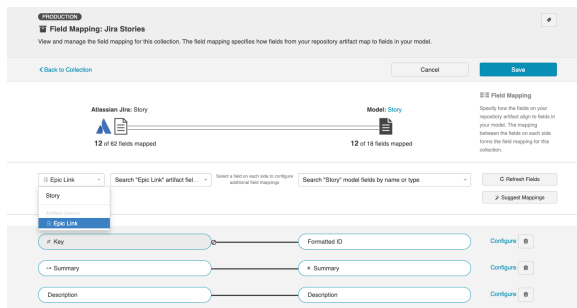 PRODUCTION
Field Mapping: Jira Stories
View and manage the field mapping for this collection. The field mapping specifies how fields from your repository artifact map to fields in your model.
Back to Collection
Cancel
Save
Atlassian Jira: Story
Model: Story
12 of 62 fields mapped
12 of 18 fields mapped
Field Mapping
Specify how the fields on your
repository artifact align to fields in
your model. The mapping
between the fields on each side
forms the field mapping for this
collection.
Epic Link
Search "Epic Link" artifact fiel...
Select a field on each side to configure
additional field mappings
Search "Story" model fields by name or type
Refresh Fields
Suggest Mappings
Story
Epic Link
Key
Formatted ID
Configure
Summary
Summary
Configure
Description
Description
Configure